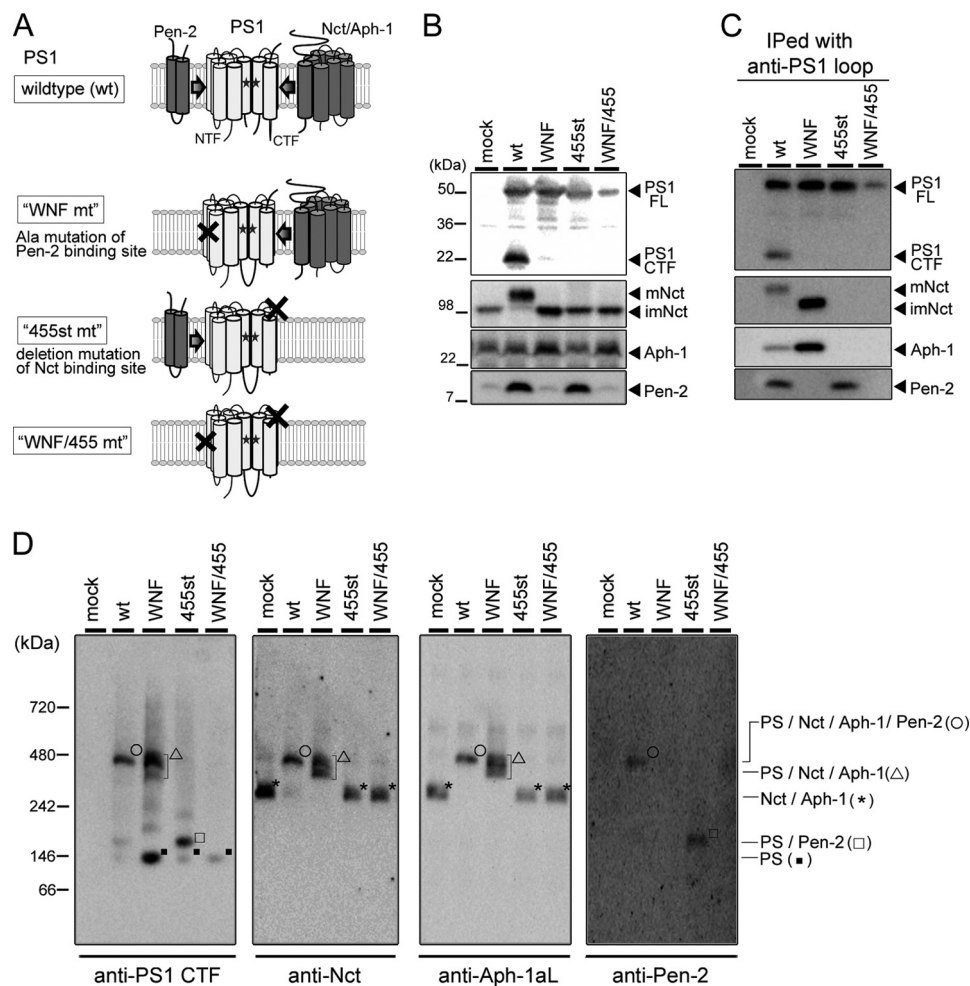 A
PS1
wildtype (wt)
Pen-2
PS1
Nct/Aph-1
NTF
CTF
"WNF mt"
Ala mutation of
Pen-2 binding site
"455st mt"
deletion mutation
of Nct binding site
"WNF/455 mt"
B
mock
wt
WNF
455st
WNF/455
(kDa)
50
36
22
98
22
7
PS1
FL
PS1
CTF
mNct
imNct
Aph-1
Pen-2
C
IPed with
anti-PS1 loop
mock
wt
WNF
455st
WNF/455
PS1
FL
PS1
CTF
mNct
imNct
Aph-1
Pen-2
D
mock
wt
WNF
455st
WNF/455
mock
wt
WNF
455st
WNF/455
mock
wt
WNF
455st
WNF/455
mock
wt
WNF
455st
WNF/455
(kDa)
720
480
242
146
66
PS / Nct / Aph-1/ Pen-2(○)
PS / Nct / Aph-1(△)
Nct / Aph-1(*)
PS / Pen-2(□)
PS(▪)
anti-PS1 CTF
anti-Nct
anti-Aph-1aL
anti-Pen-2